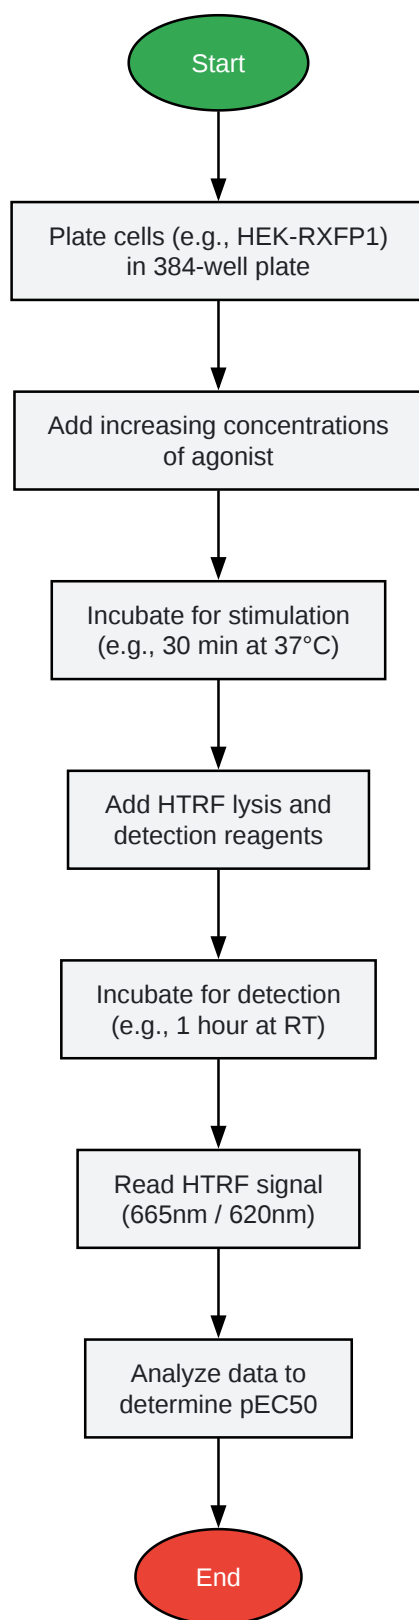 Start
Plate cells (e.g., HEK-RXFP1)
in 384-well plate
Add increasing concentrations
of agonist
Incubate for stimulation
(e.g., 30 min at 37°C)
Add HTRF lysis and
detection reagents
Incubate for detection
(e.g., 1 hour at RT)
Read HTRF signal
(665nm / 620nm)
Analyze data to
determine pEC50
End